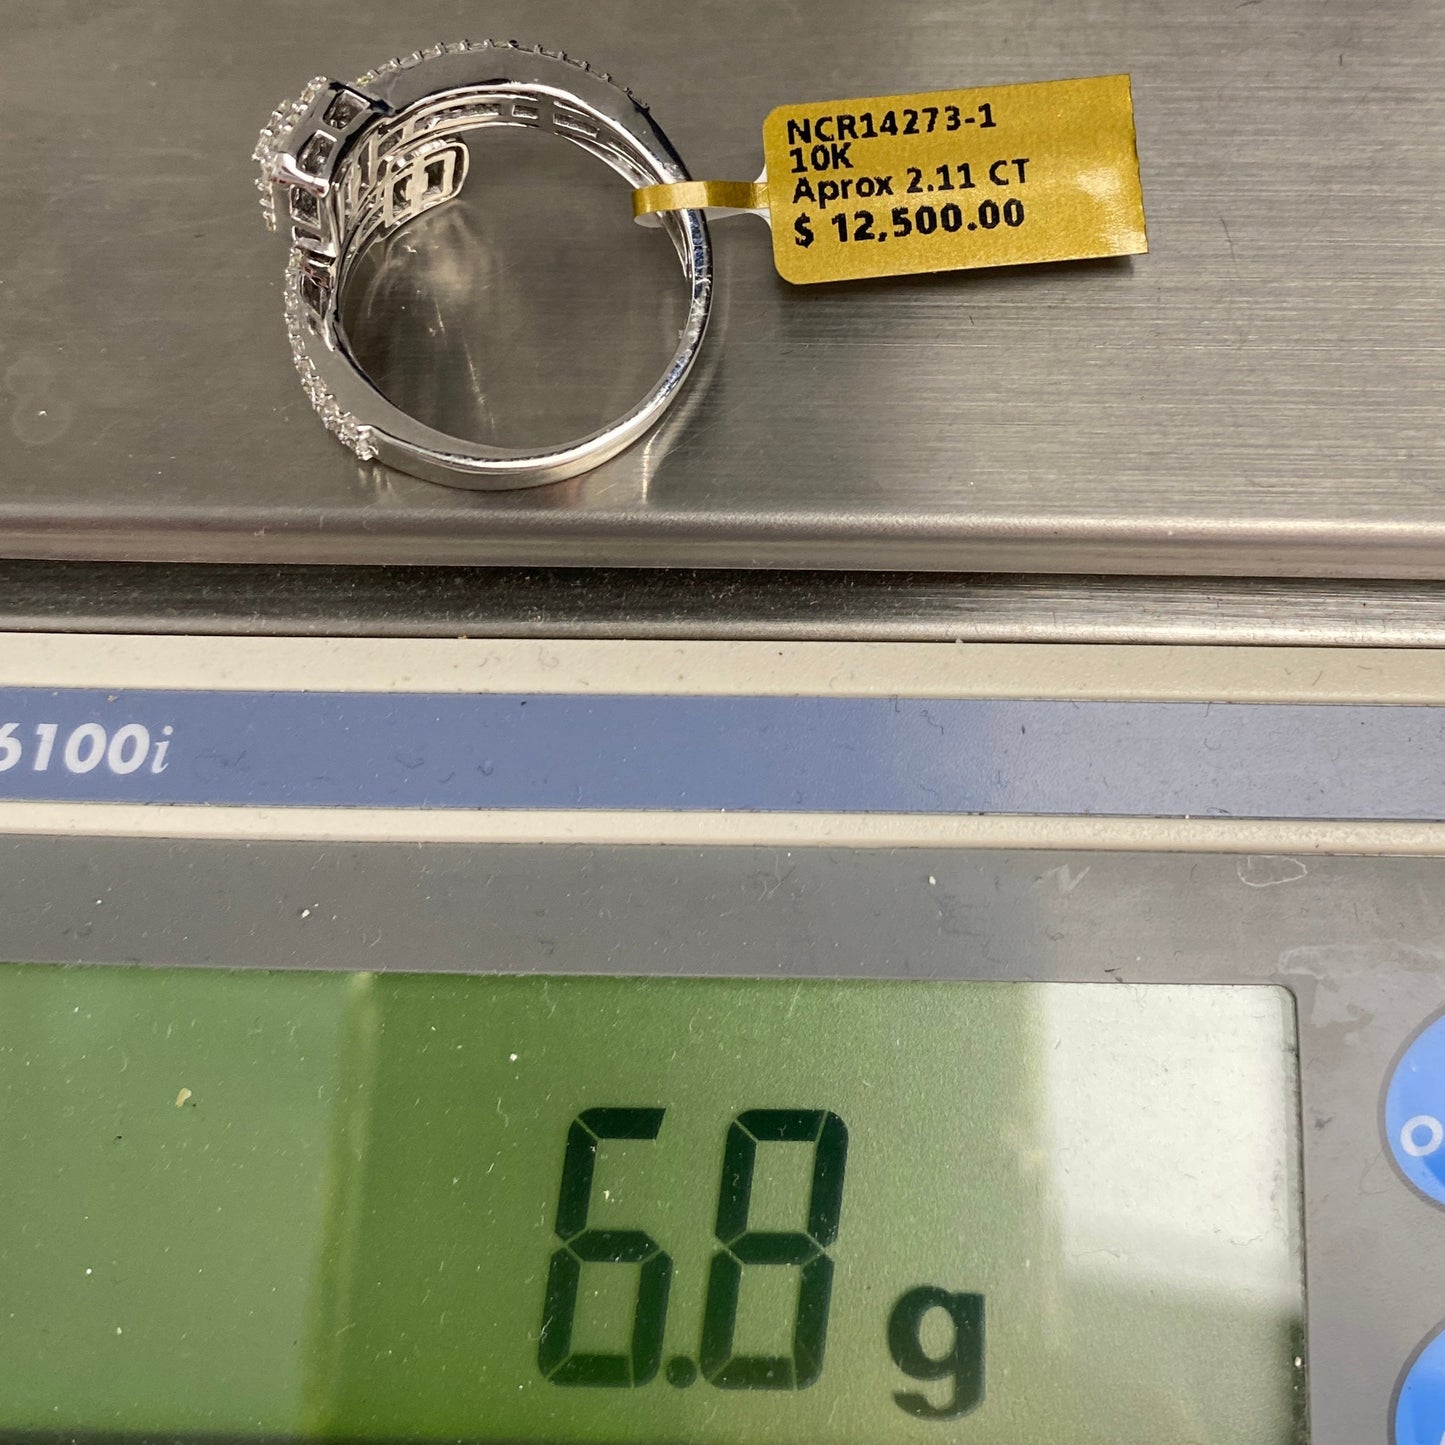 NCR14273-1
10K
Aprox 2.11 CT
$ 12,500.00
6100i
6.8 g